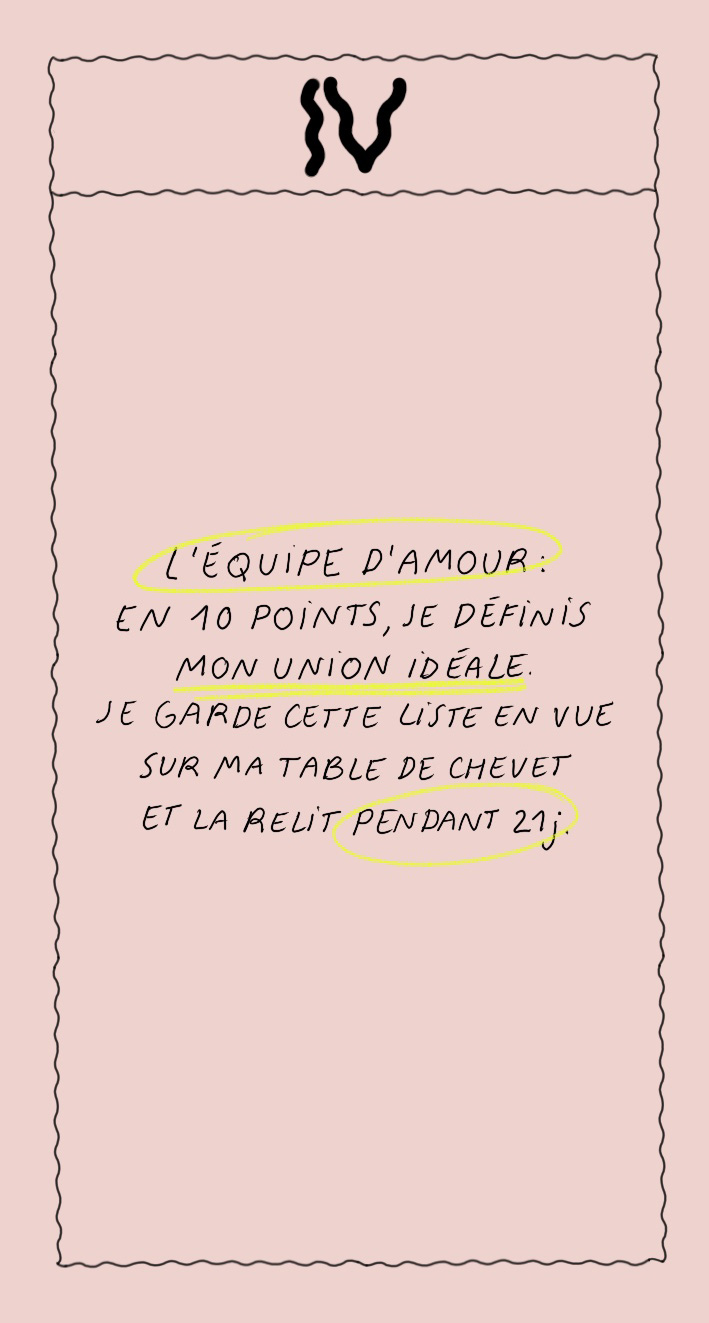 IV
L'ÉQUIPE D'AMOUR:
EN 10 POINTS, JE DÉFINIS
MON UNION IDÉALE.
JE GARDE CETTE LISTE EN VUE
SUR MA TABLE DE CHEVET
ET LA RELIT PENDANT 21j.